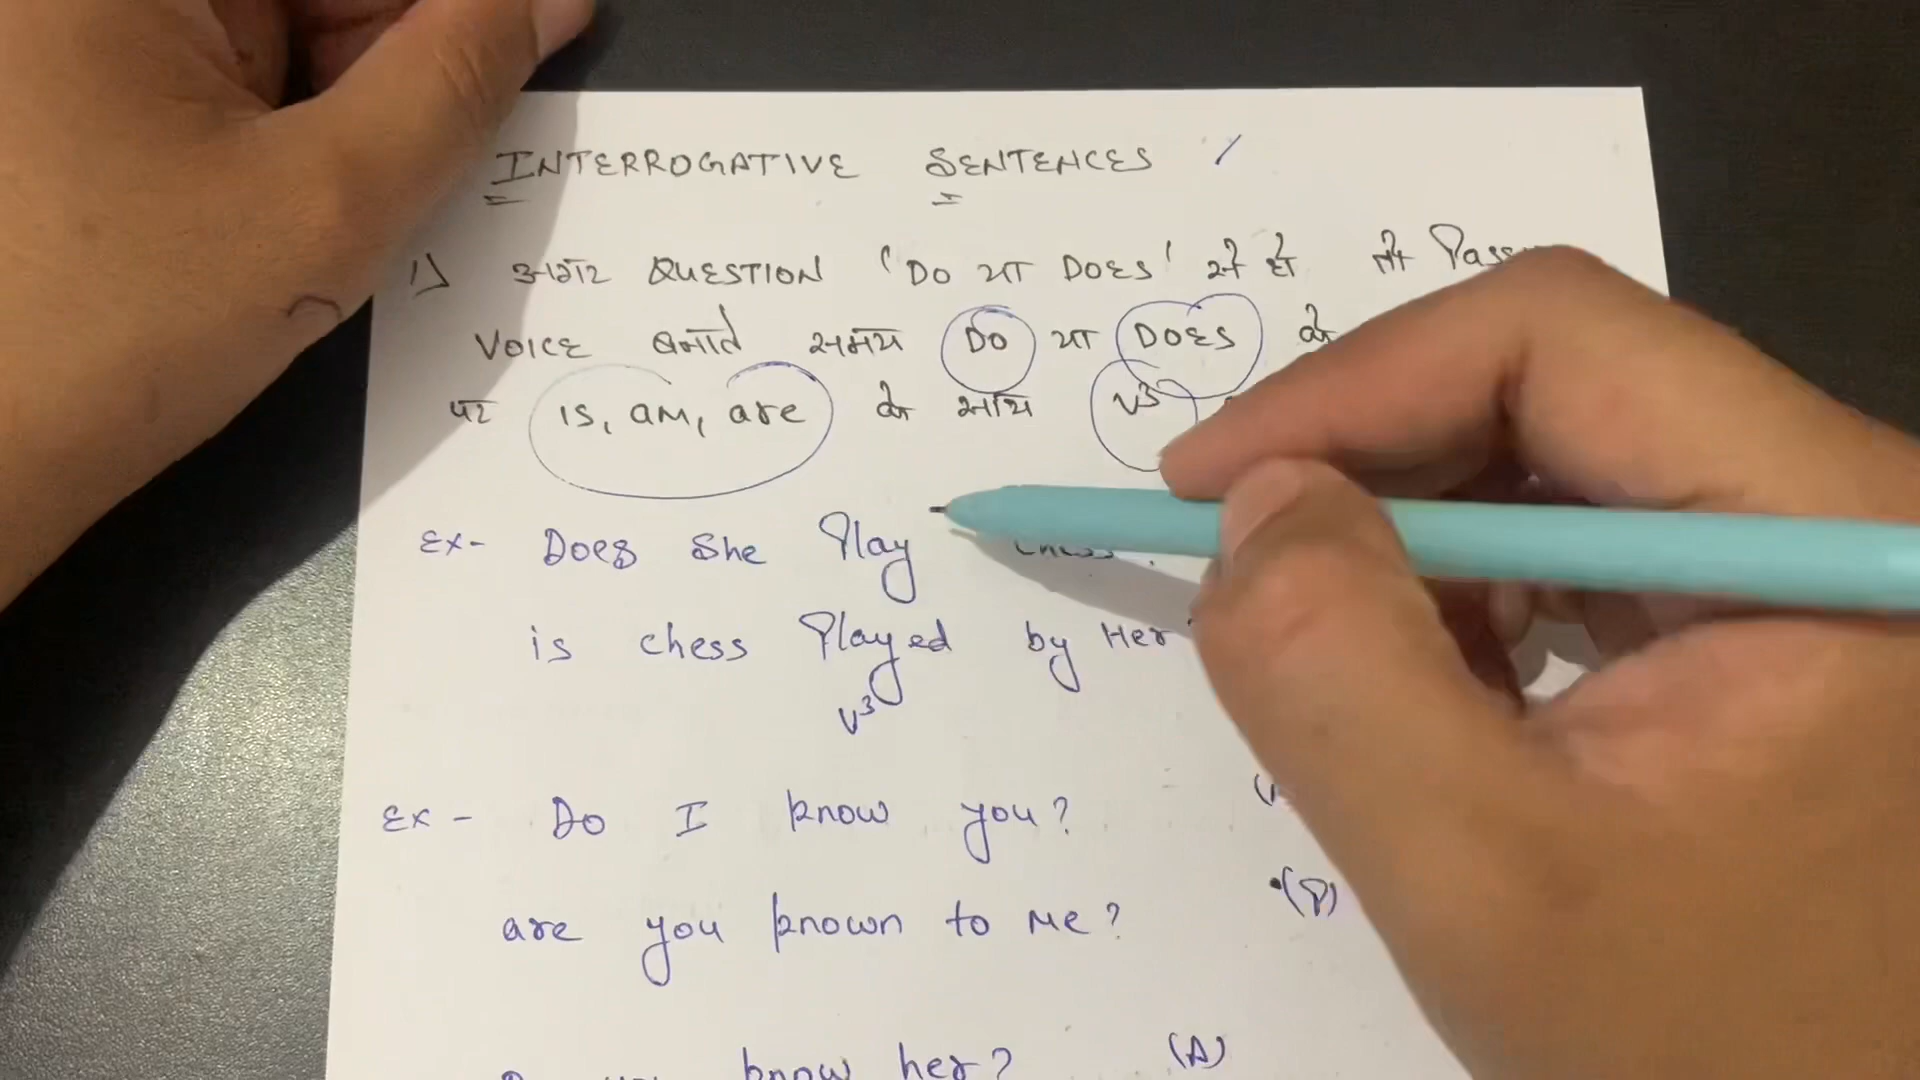 INTERROGATIVE SENTENCES
1) अगर QUESTION 'DO या DOES' से हो तो
VOICE बनाते समय DO या DOES के
पर is, am, are के साथ V3
Ex- Does she Play chess?
is chess Played by Her
V3
Ex - Do I know you?
are you known to Me? (P)
know her? (A)